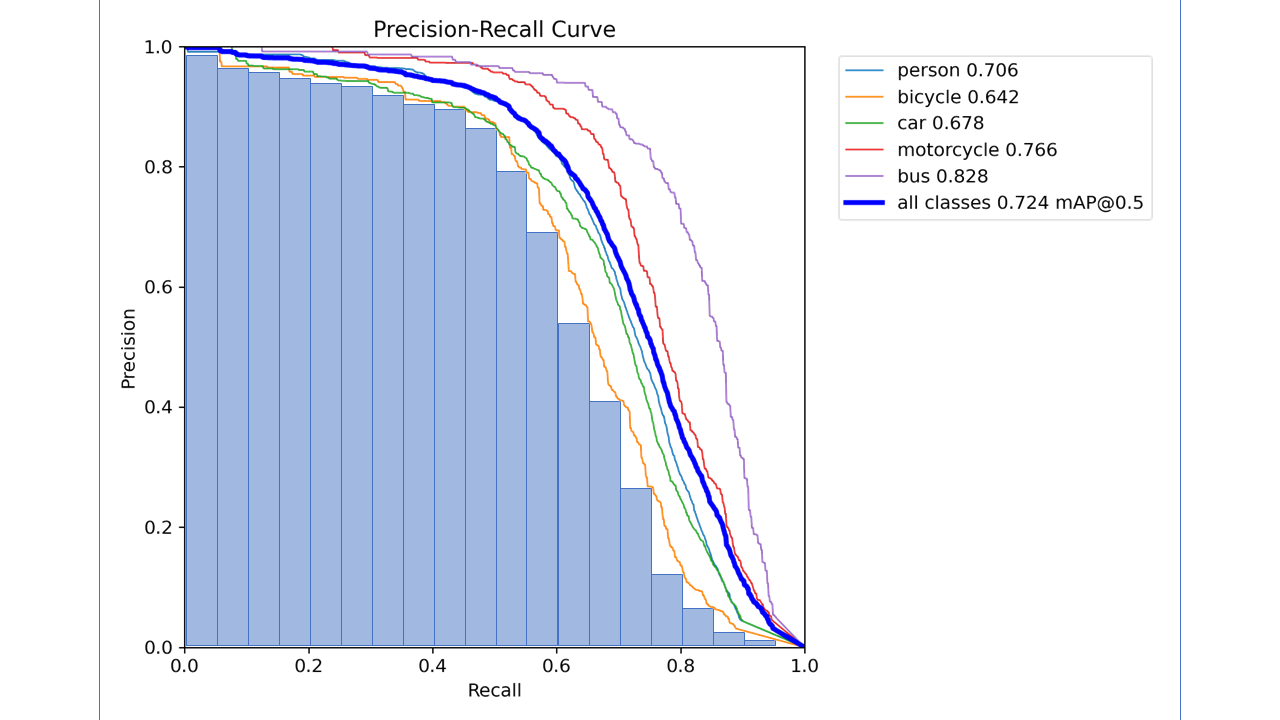 Precision-Recall Curve
1.0
0.8
0.6
0.4
0.2
0.0
Precision
0.0 0.2 0.4 0.6 0.8 1.0
Recall
person 0.706
bicycle 0.642
car 0.678
motorcycle 0.766
bus 0.828
all classes 0.724 mAP@0.5